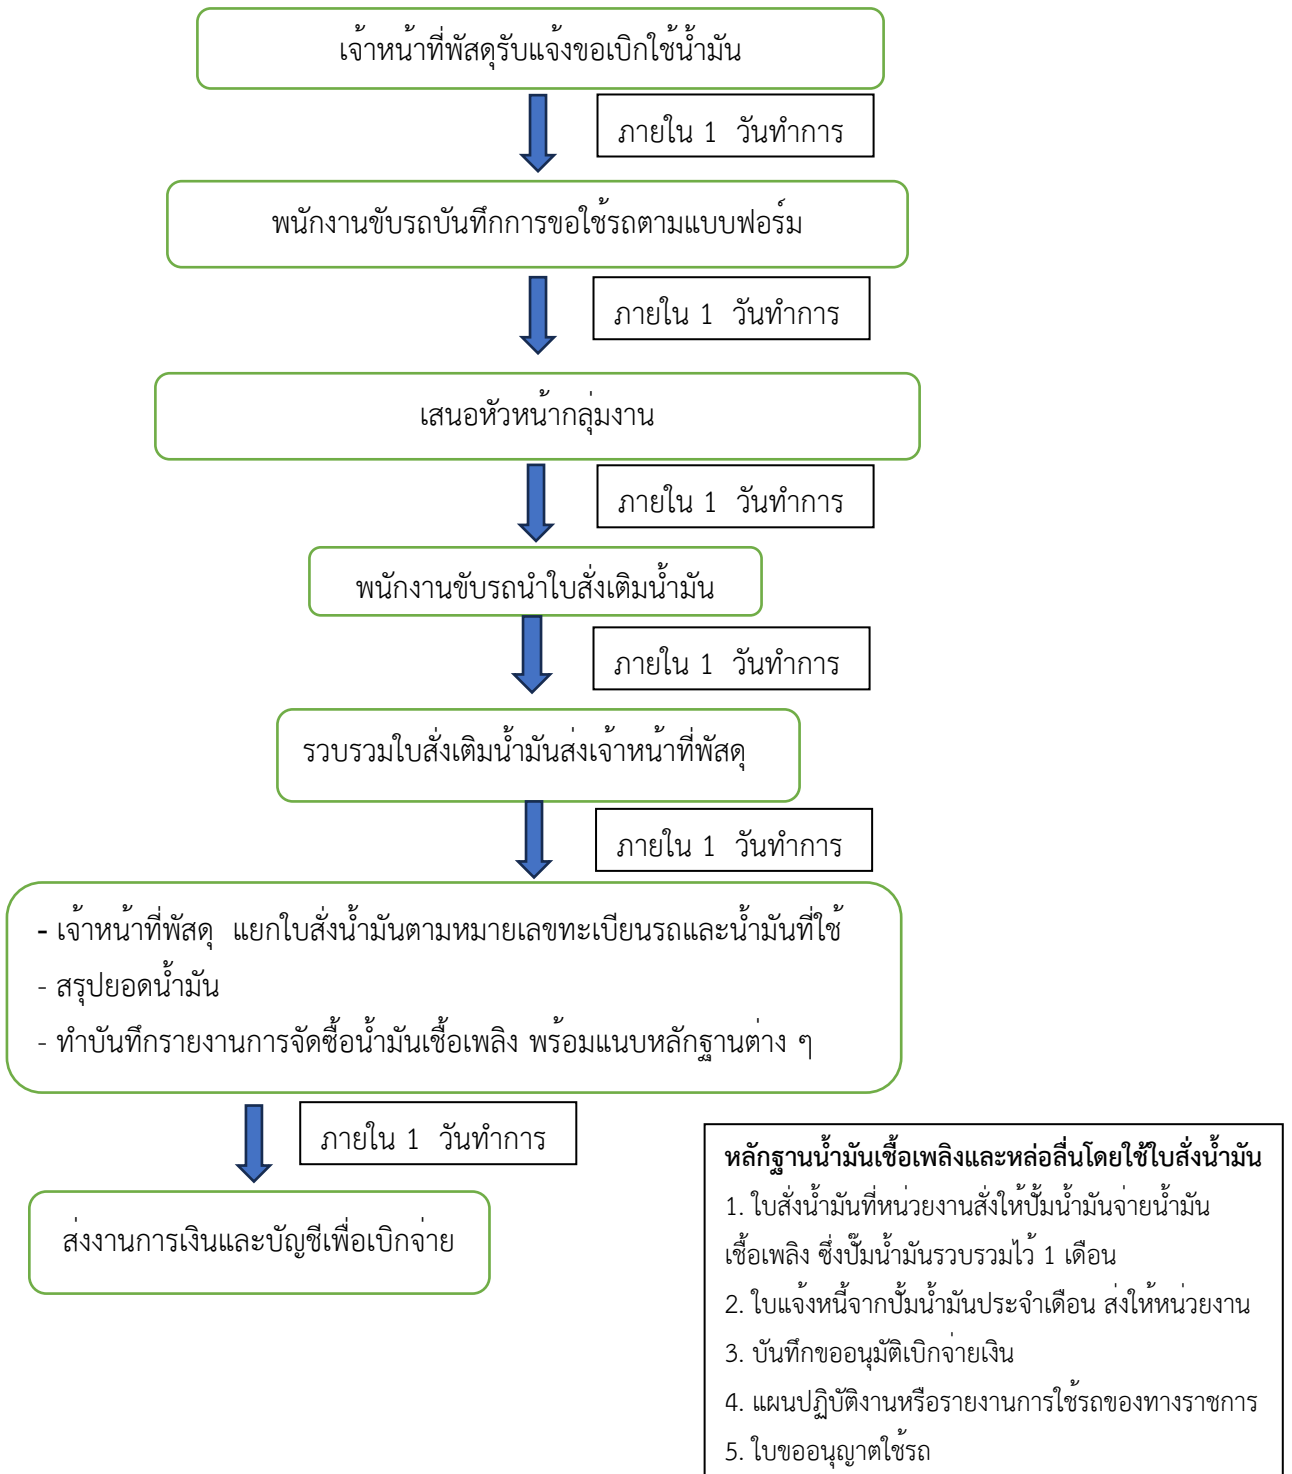 เจ้าหน้าที่พัสดุรับแจ้งขอเบิกใช้น้ำมัน
ภายใน 1 วันทำการ
พนักงานขับรถบันทึกการขอใช้รถตามแบบฟอร์ม
ภายใน 1 วันทำการ
เสนอหัวหน้ากลุ่มงาน
ภายใน 1 วันทำการ
พนักงานขับรถนำใบสั่งเติมน้ำมัน
ภายใน 1 วันทำการ
รวบรวมใบสั่งเติมน้ำมันส่งเจ้าหน้าที่พัสดุ
ภายใน 1 วันทำการ
- เจ้าหน้าที่พัสดุ แยกใบสั่งน้ำมันตามหมายเลขทะเบียนรถและน้ำมันที่ใช้
- สรุปยอดน้ำมัน
- ทำบันทึกรายงานการจัดซื้อน้ำมันเชื้อเพลิง พร้อมแนบหลักฐานต่าง ๆ
ภายใน 1 วันทำการ
ส่งงานการเงินและบัญชีเพื่อเบิกจ่าย
หลักฐานน้ำมันเชื้อเพลิงและหล่อลื่นโดยใช้ใบสั่งน้ำมัน
1. ใบสั่งน้ำมันที่หน่วยงานสั่งให้ปั้มน้ำมันจ่ายน้ำมัน
เชื้อเพลิง ซึ่งปั๊มน้ำมันรวบรวมไว้ 1 เดือน
2. ใบแจ้งหนี้จากปั้มน้ำมันประจำเดือน ส่งให้หน่วยงาน
3. บันทึกขออนุมัติเบิกจ่ายเงิน
4. แผนปฏิบัติงานหรือรายงานการใช้รถของทางราชการ
5. ใบขออนุญาตใช้รถ